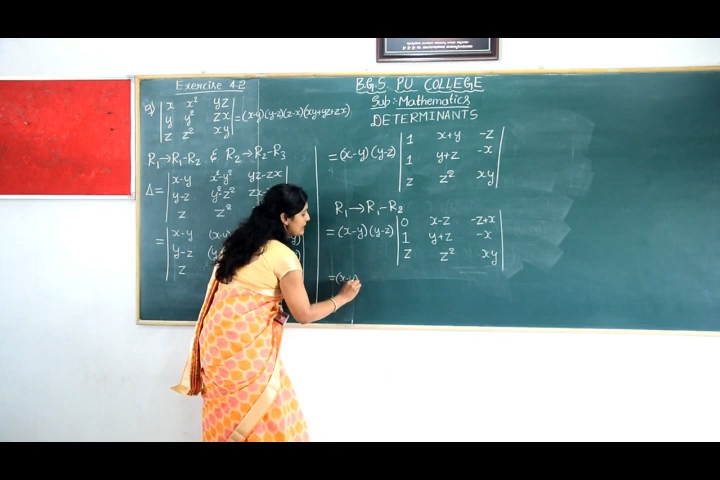 Exercise 4.2
9) | x x² yz |
| y y² zx | = (x-y)(y-z)(z-x)(xy+yz+zx)
| z z² xy |
R₁→R₁-R₂ & R₂→R₂-R₃
Δ = | x-y x²-y² yz-zx |
| y-z y²-z² zx-
| z z²
= | x-y (x-
| y-z (y
| z
B.G.S PU COLLEGE
Sub:- Mathematics
DETERMINANTS
= (x-y)(y-z) | 1 x+y -z |
| 1 y+z -x |
| z z² xy |
R₁→R₁-R₂
= (x-y)(y-z) | 0 x-z -z+x |
| 1 y+z -x |
| z z² xy |
= (x-y)